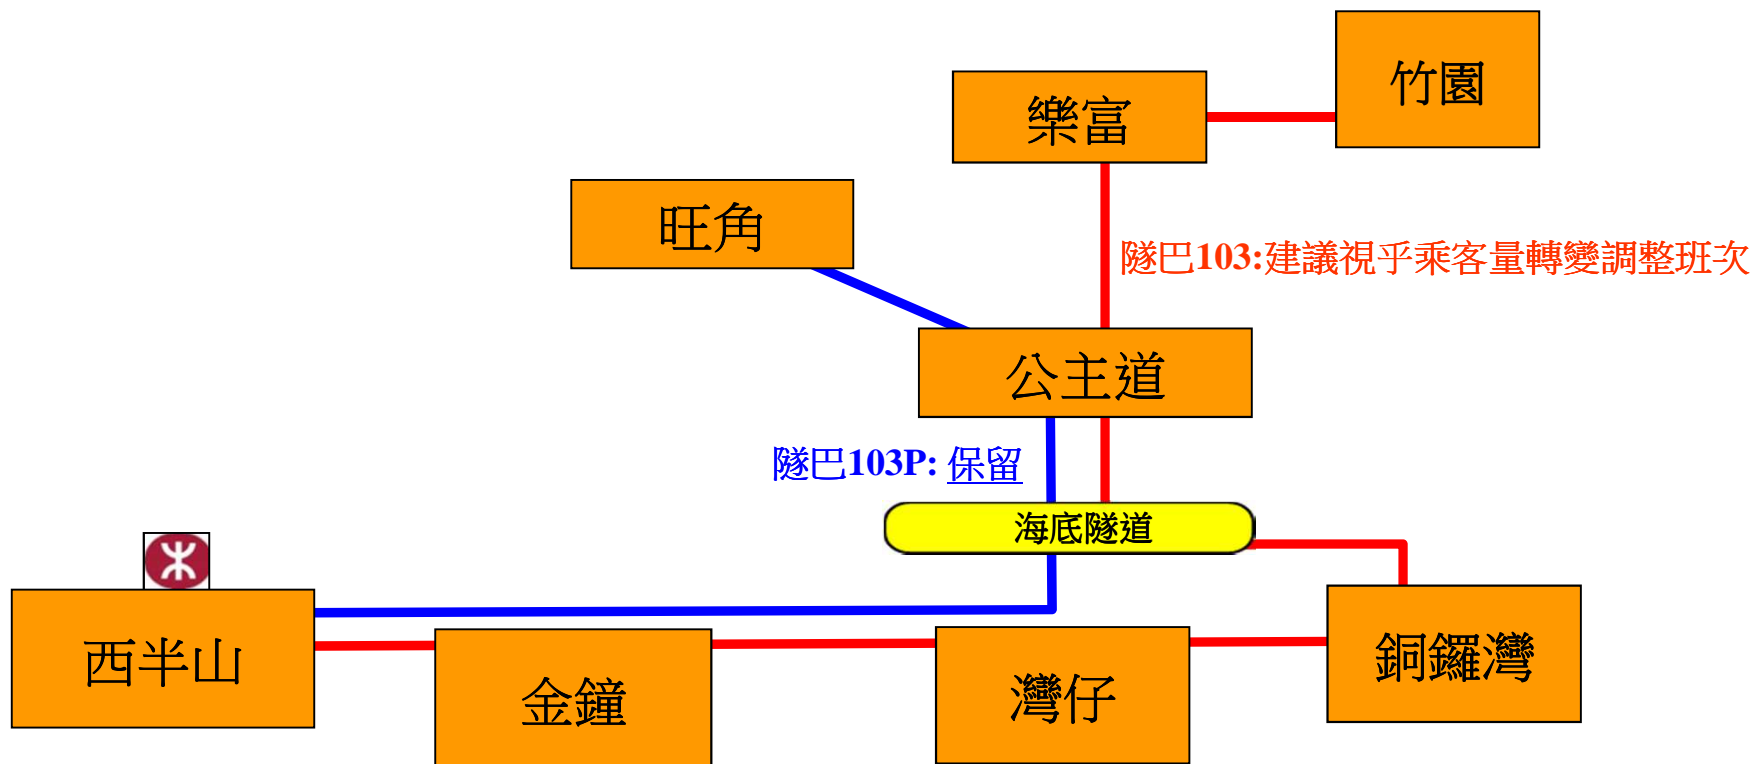 竹園
樂富
旺角
隧巴103:建議視乎乘客量轉變調整班次
公主道
隧巴103P: 保留
海底隧道
西半山
金鐘
灣仔
銅鑼灣